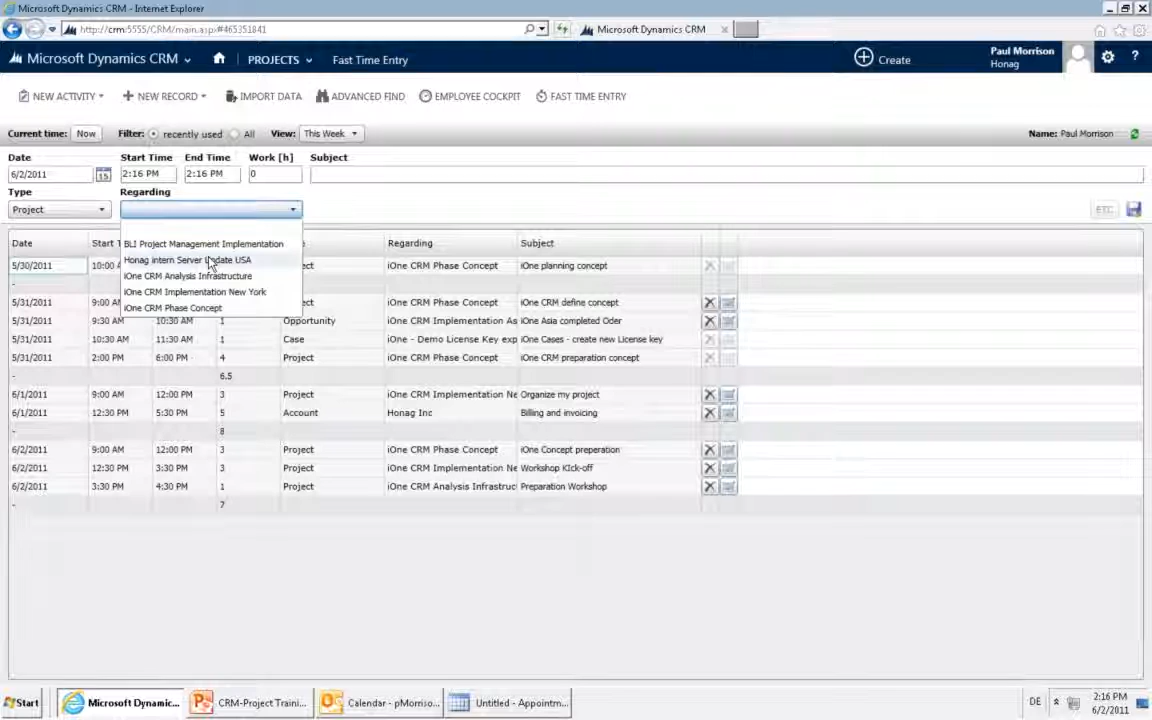 Microsoft Dynamics CRM - Internet Explorer
http://crm:5555/CRM/main.aspx#465351841
Microsoft Dynamics CRM
Microsoft Dynamics CRM
PROJECTS
Fast Time Entry
Create
Paul Morrison
Honag
?
NEW ACTIVITY
NEW RECORD
IMPORT DATA
ADVANCED FIND
EMPLOYEE COCKPIT
FAST TIME ENTRY
Current time: Now Filter: recently used All View: This Week Name: Paul Morrison
Date Start Time End Time Work [h] Subject
6/2/2011 15 2:16 PM 2:16 PM 0
Type Regarding
Project ETC
BLI Project Management Implementation
Honag intern Server Update USA
iOne CRM Analysis Infrastructure
iOne CRM Implementation New York
iOne CRM Phase Concept
Date Start T Regarding Subject
5/30/2011 10:00 A ect iOne CRM Phase Concept iOne planning concept
-
5/31/2011 9:00 AM ect iOne CRM Phase Concept iOne CRM define concept
5/31/2011 9:30 AM 10:30 AM 1 Opportunity iOne CRM Implementation As iOne Asia completed Oder
5/31/2011 10:30 AM 11:30 AM 1 Case iOne - Demo License Key exp iOne Cases - create new License key
5/31/2011 2:00 PM 6:00 PM 4 Project iOne CRM Phase Concept iOne CRM preparation concept
- 6.5
6/1/2011 9:00 AM 12:00 PM 3 Project iOne CRM Implementation Ne Organize my project
6/1/2011 12:30 PM 5:30 PM 5 Account Honag Inc Billing and invoicing
- 8
6/2/2011 9:00 AM 12:00 PM 3 Project iOne CRM Phase Concept iOne Concept preperation
6/2/2011 12:30 PM 3:30 PM 3 Project iOne CRM Implementation Ne Workshop KIck-off
6/2/2011 3:30 PM 4:30 PM 1 Project iOne CRM Analysis Infrastruc Preparation Workshop
- 7
Start
Microsoft Dynamic...
CRM-Project Traini...
Calendar - pMorriso...
Untitled - Appointm...
DE
2:16 PM
6/2/2011